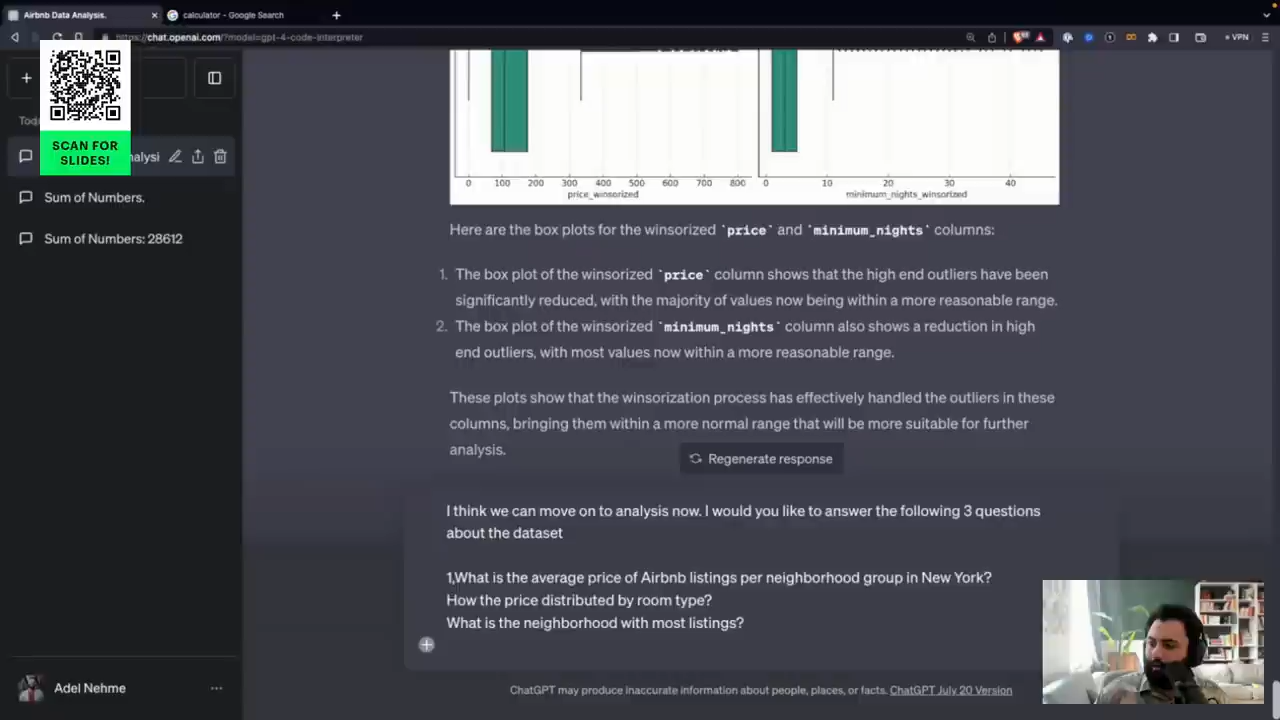 Airbnb Data Analysis.
calculator - Google Search
https://chat.openai.com/?model=gpt-4-code-interpreter
VPN
SCAN FOR
SLIDES!
Sum of Numbers.
Sum of Numbers: 28612
0 100 200 300 400 500 600 700 800
price_winsorized
0 10 20 30 40
minimum_nights_winsorized
Here are the box plots for the winsorized `price` and `minimum_nights` columns:
1. The box plot of the winsorized `price` column shows that the high end outliers have been
significantly reduced, with the majority of values now being within a more reasonable range.
2. The box plot of the winsorized `minimum_nights` column also shows a reduction in high
end outliers, with most values now within a more reasonable range.
These plots show that the winsorization process has effectively handled the outliers in these
columns, bringing them within a more normal range that will be more suitable for further
analysis.
Regenerate response
I think we can move on to analysis now. I would you like to answer the following 3 questions
about the dataset
1,What is the average price of Airbnb listings per neighborhood group in New York?
How the price distributed by room type?
What is the neighborhood with most listings?
Adel Nehme
ChatGPT may produce inaccurate information about people, places, or facts. ChatGPT July 20 Version